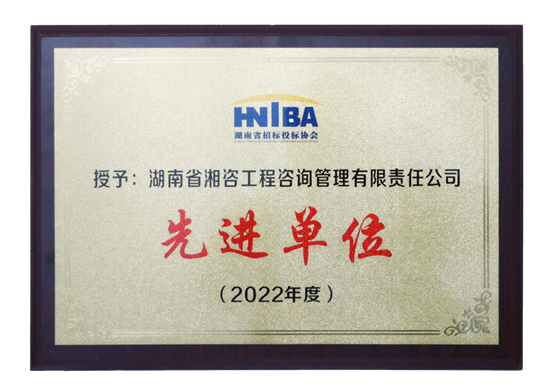 HNIBA
湖南省招标投标协会
授予：湖南省湘咨工程咨询管理有限责任公司
先进单位
（2022年度）